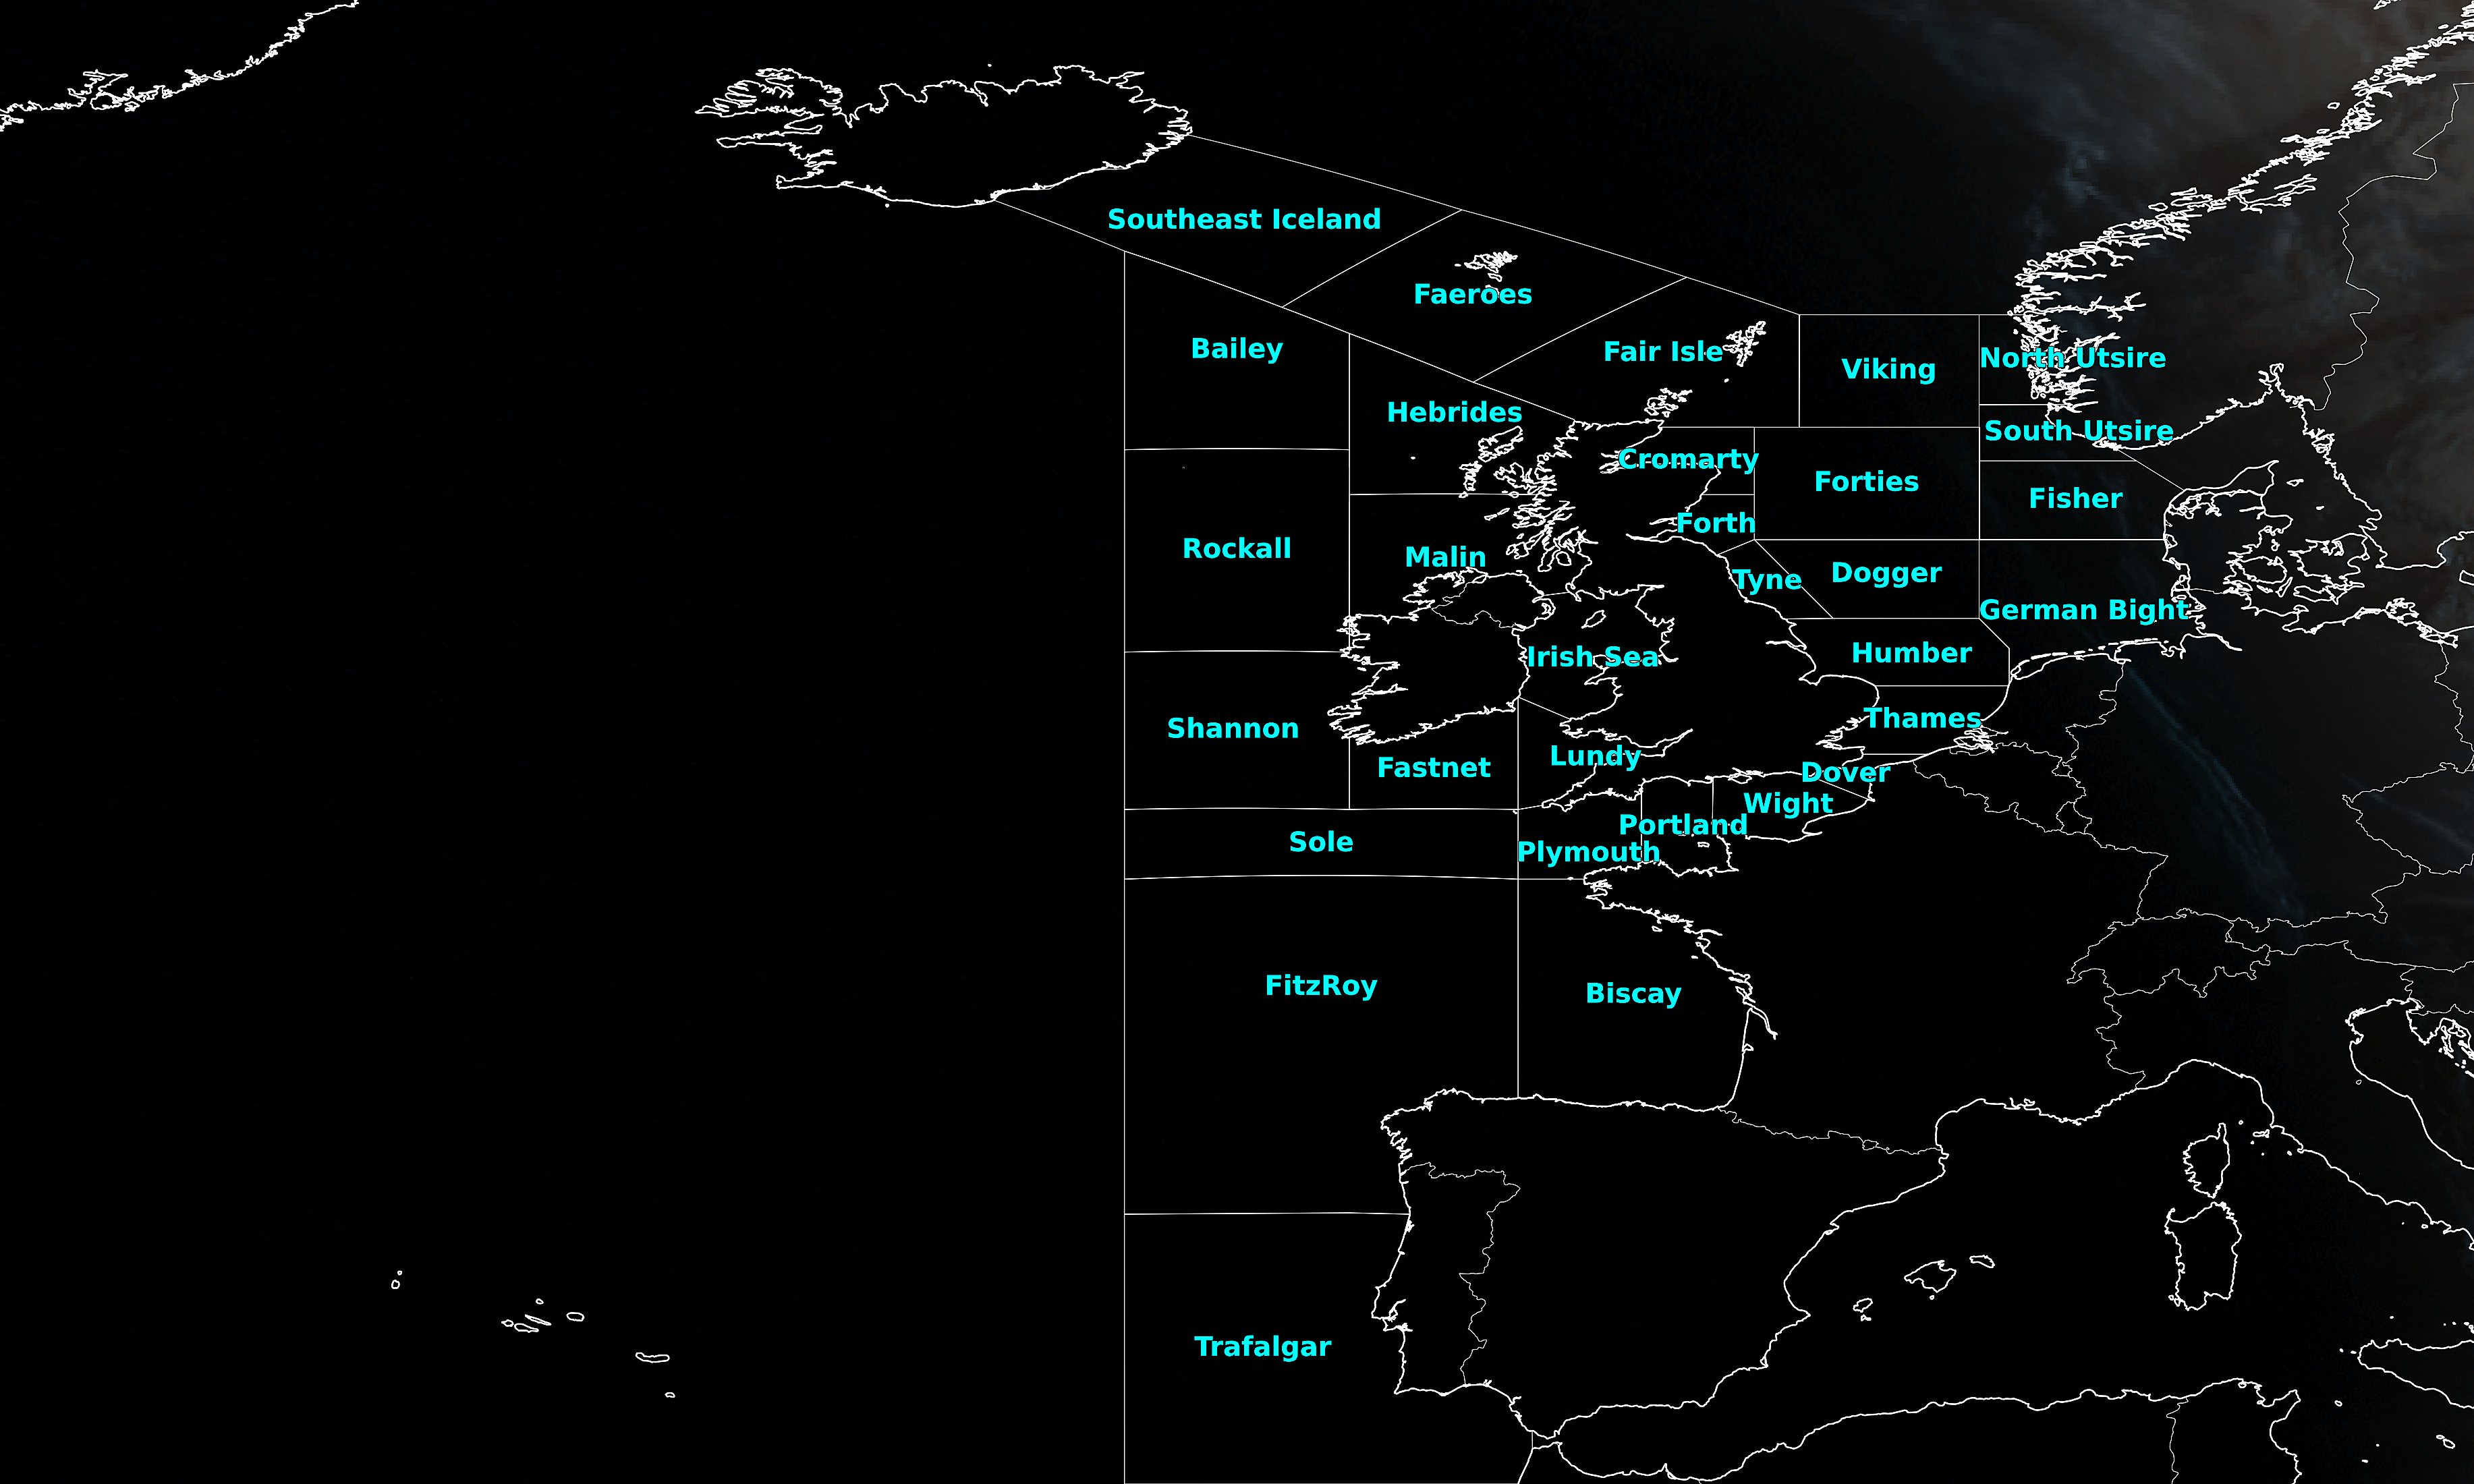 Southeast Iceland
Faeroes
Bailey
Fair Isle
Viking
North Utsire
Hebrides
South Utsire
Cromarty
Forties
Fisher
Forth
Rockall
Malin
Tyne
Dogger
German Bight
Irish Sea
Humber
Thames
Shannon
Fastnet
Lundy
Dover
Wight
Portland
Sole
Plymouth
FitzRoy
Biscay
Trafalgar